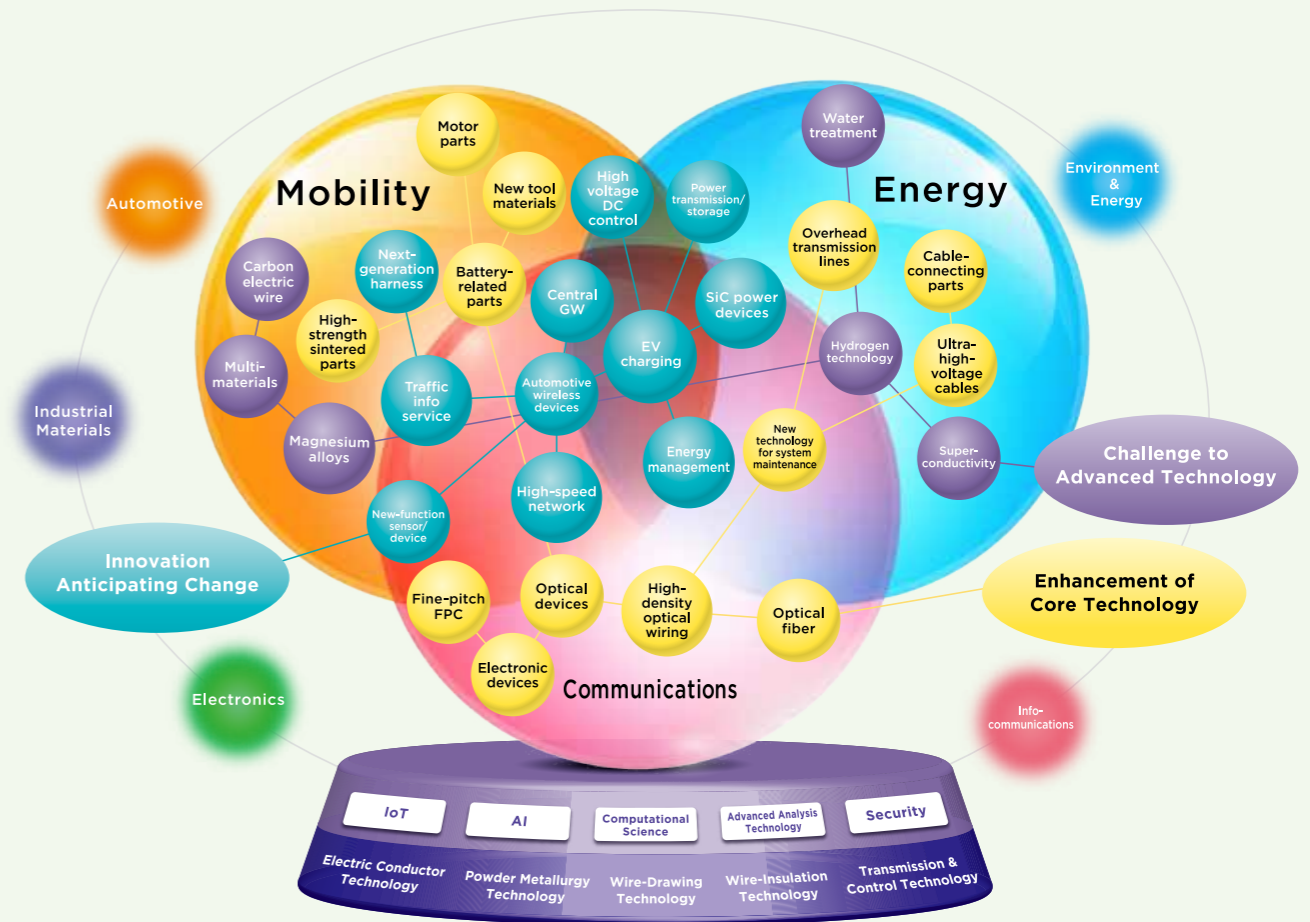 Motor
parts
Water
treatment
Mobility
Energy
New tool
materials
High
voltage
DC
control
Power
transmission/
storage
Automotive
Environment
&
Energy
Overhead
transmission
lines
Cable-
connecting
parts
Carbon
electric
wire
Next-
generation
harness
Battery-
related
parts
Central
GW
SiC power
devices
High-
strength
sintered
parts
EV
charging
Hydrogen
technology
Ultra-
high-
voltage
cables
Multi-
materials
Traffic
info
service
Automotive
wireless
devices
Industrial
Materials
Magnesium
alloys
Energy
management
New
technology
for system
maintenance
Super-
conductivity
Challenge to
Advanced Technology
High-speed
network
New-function
sensor/
device
Innovation
Anticipating Change
Enhancement of
Core Technology
Fine-pitch
FPC
Optical
devices
High-
density
optical
wiring
Optical
fiber
Electronic
devices
Communications
Electronics
Info-
communications
IoT
AI
Computational
Science
Advanced Analysis
Technology
Security
Electric Conductor
Technology
Powder Metallurgy
Technology
Wire-Drawing
Technology
Wire-Insulation
Technology
Transmission &
Control Technology